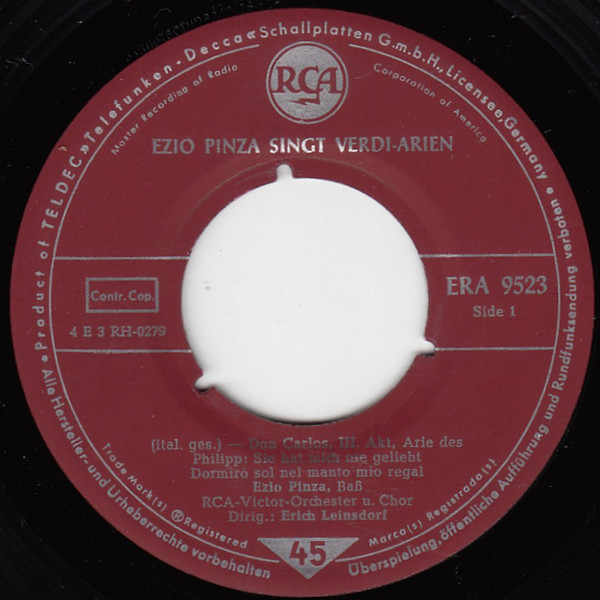 »Product of TELDEC« »Telefunken-Decca« Schallplatten G.m.b.H., Licensee, Germany
RCA
Master Recording of Radio Corporation of America
EZIO PINZA SINGT VERDI-ARIEN
Contr. Cop.
4 E 3 RH-0279
ERA 9523
Side 1
(ital. ges.) — Don Carlos, III. Akt, Arie des
Philipp: Sie hat mich nie geliebt
Dormirò sol nel manto mio regal
Ezio Pinza, Baß
RCA-Victor-Orchester u. Chor
Dirig.: Erich Leinsdorf
TradeMark(s) ®Registered Marca(s) Registrada(s)
45
Alle Hersteller- und Urheberrechte vorbehalten
Überspielung, öffentliche Aufführung und Rundfunksendung verboten